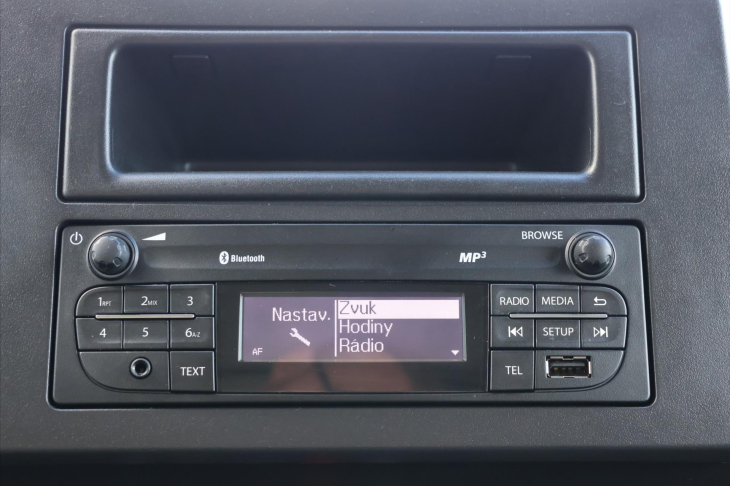 BROWSE
Bluetooth
MP3
1RPT 2MIX 3
4 5 6A-Z
TEXT
Nastav.
AF
Zvuk
Hodiny
Rádio
RADIO MEDIA
SETUP
TEL